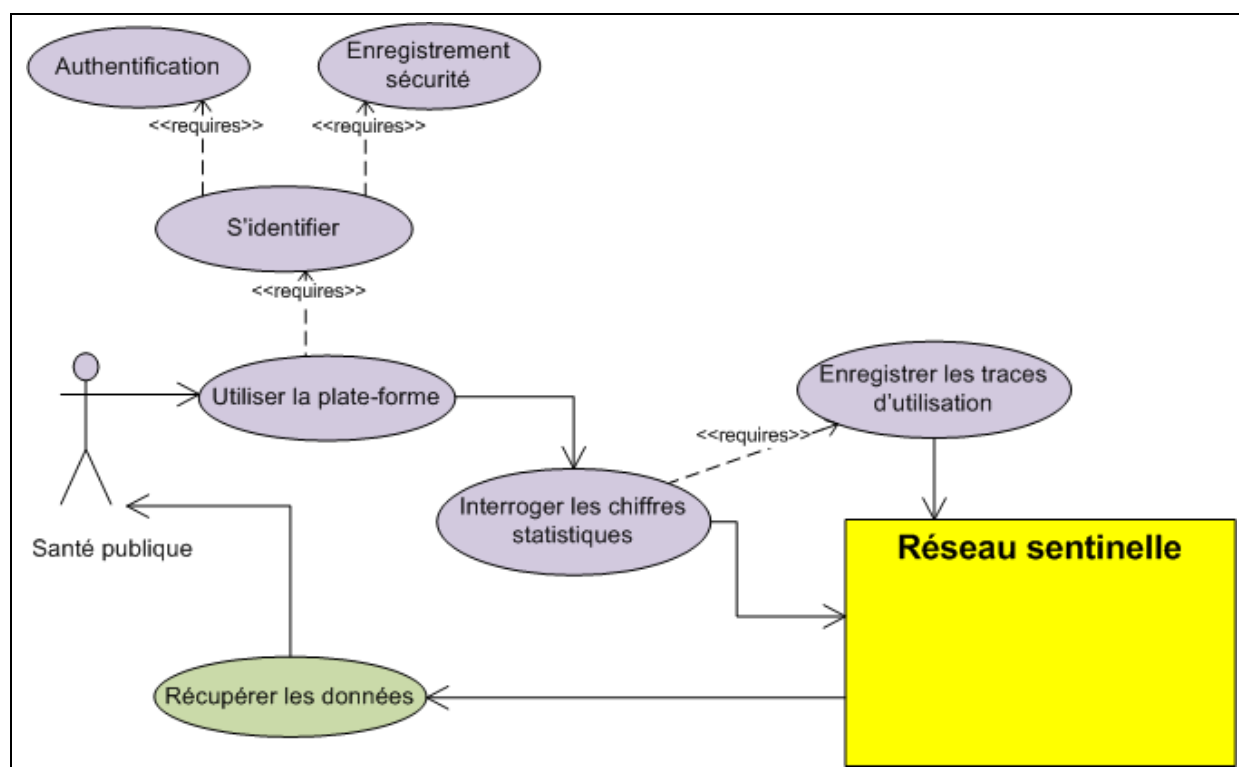 Authentification
Enregistrement
sécurité
<<requires>>
<<requires>>
S'identifier
<<requires>>
Utiliser la plate-forme
Enregistrer les traces
d'utilisation
<<requires>>
Interroger les chiffres
statistiques
Santé publique
Réseau sentinelle
Récupérer les données